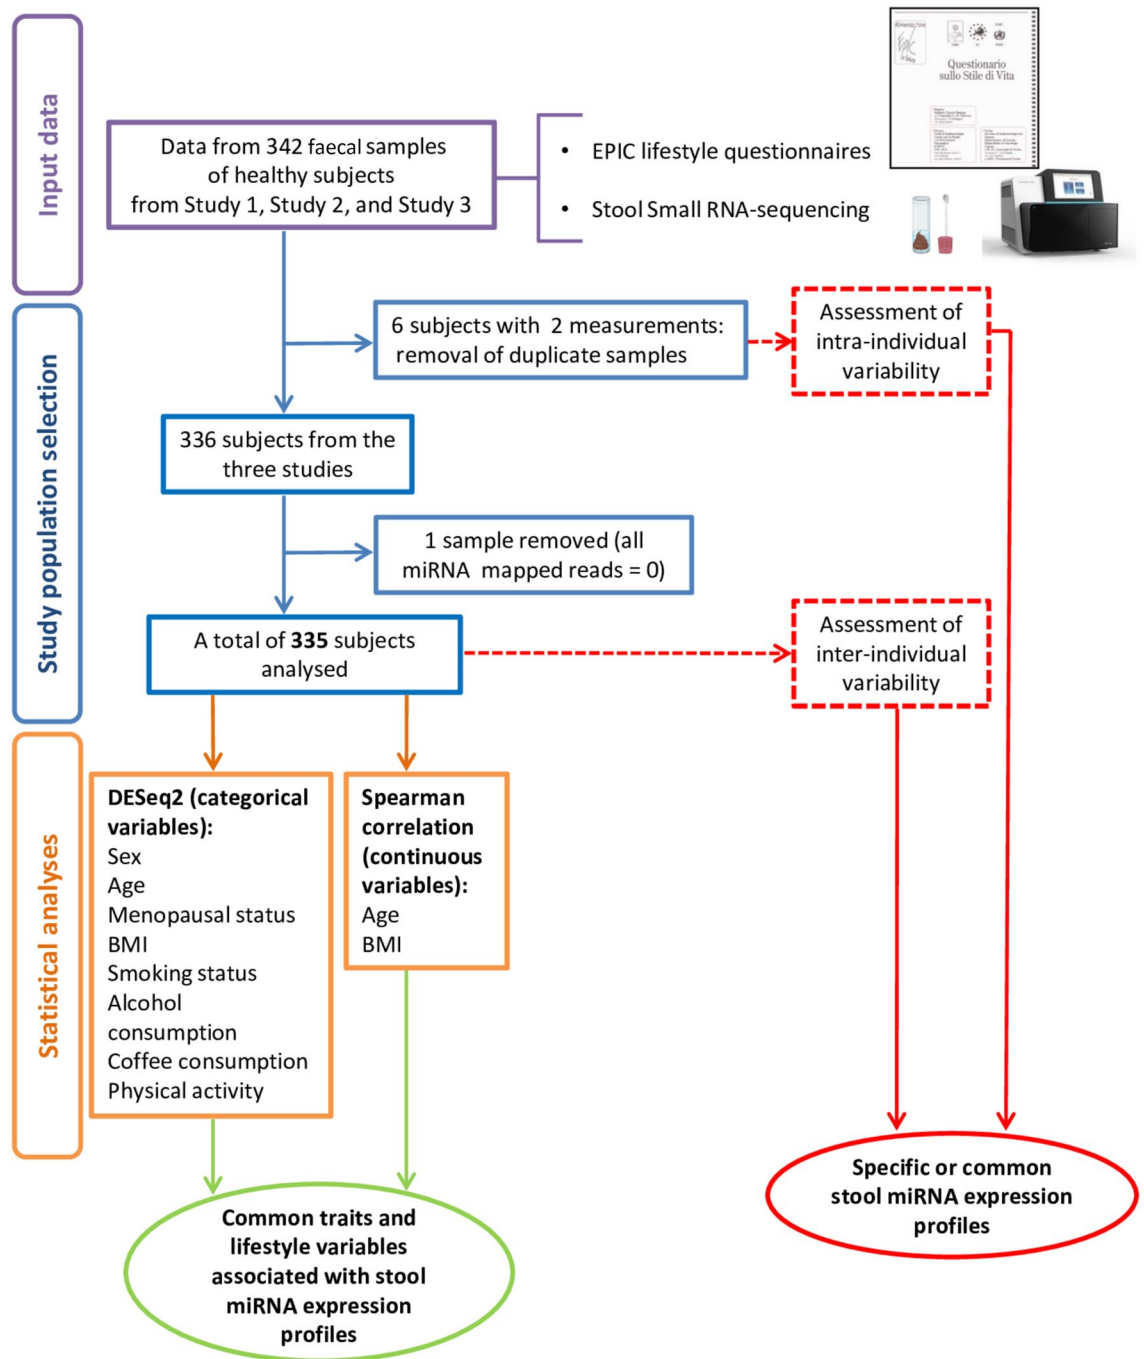 Input data
Data from 342 faecal samples
of healthy subjects
from Study 1, Study 2, and Study 3
• EPIC lifestyle questionnaires
• Stool Small RNA-sequencing
EPIC
Questionario
sullo Stile di Vita
Study population selection
6 subjects with 2 measurements:
removal of duplicate samples
Assessment of
intra-individual
variability
336 subjects from the
three studies
1 sample removed (all
miRNA mapped reads = 0)
A total of 335 subjects
analysed
Assessment of
inter-individual
variability
Statistical analyses
DESeq2 (categorical
variables):
Sex
Age
Menopausal status
BMI
Smoking status
Alcohol
consumption
Coffee consumption
Physical activity
Spearman
correlation
(continuous
variables):
Age
BMI
Specific or common
stool miRNA expression
profiles
Common traits and
lifestyle variables
associated with stool
miRNA expression
profiles